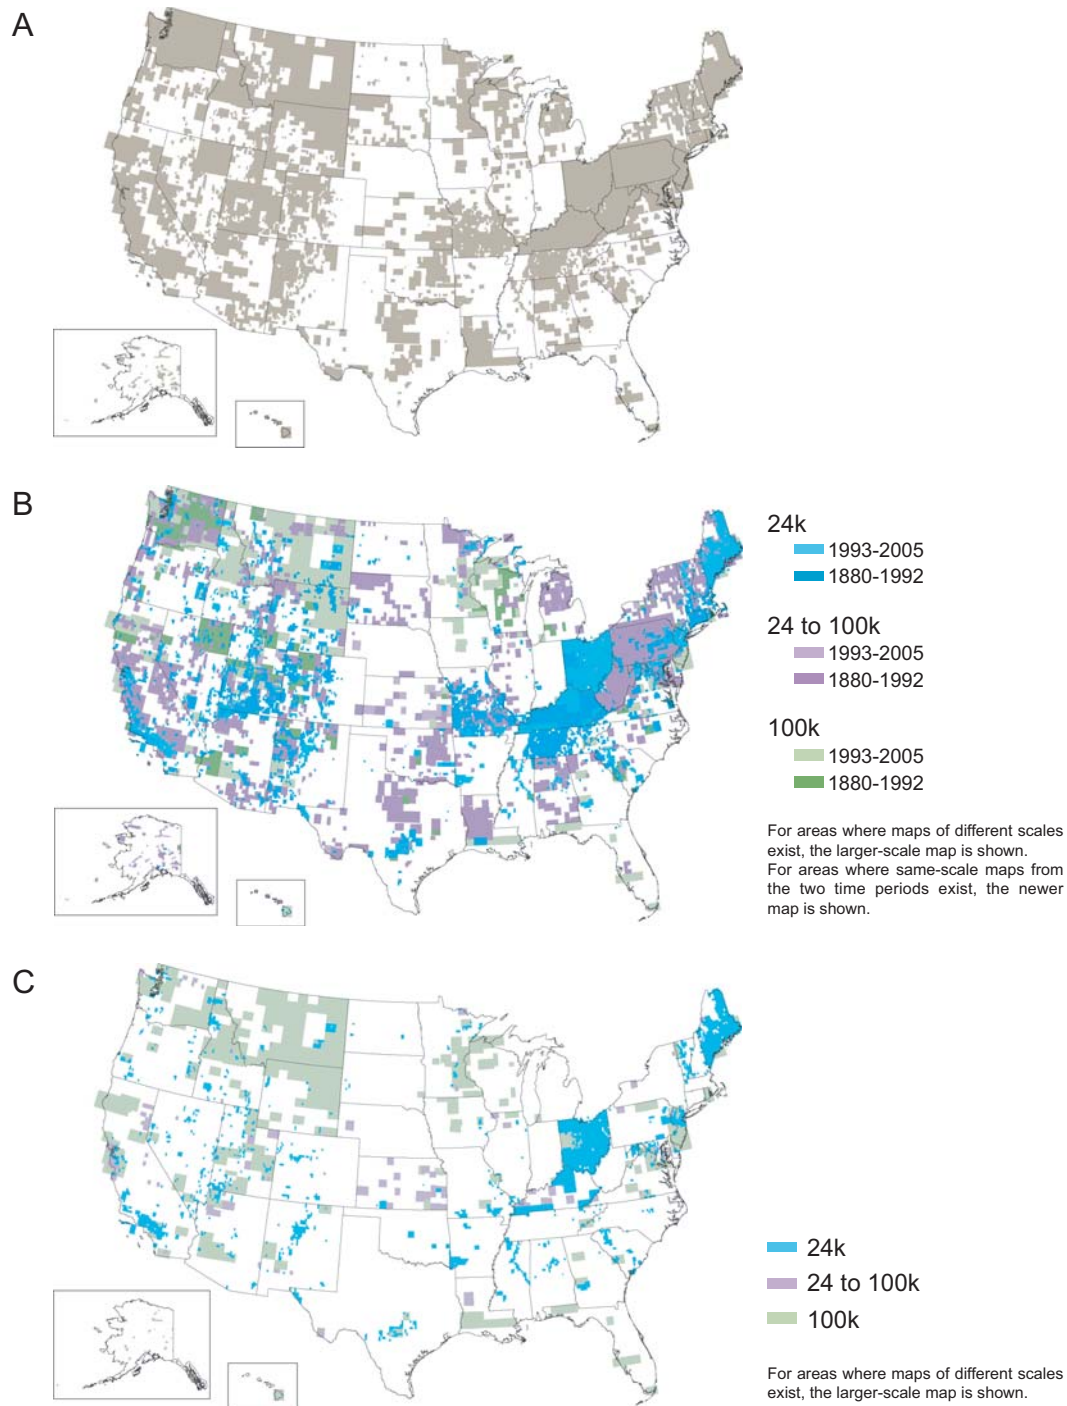 A
B
24k
1993-2005
1880-1992
24 to 100k
1993-2005
1880-1992
100k
1993-2005
1880-1992
For areas where maps of different scales
exist, the larger-scale map is shown.
For areas where same-scale maps from
the two time periods exist, the newer
map is shown.
C
24k
24 to 100k
100k
For areas where maps of different scales
exist, the larger-scale map is shown.